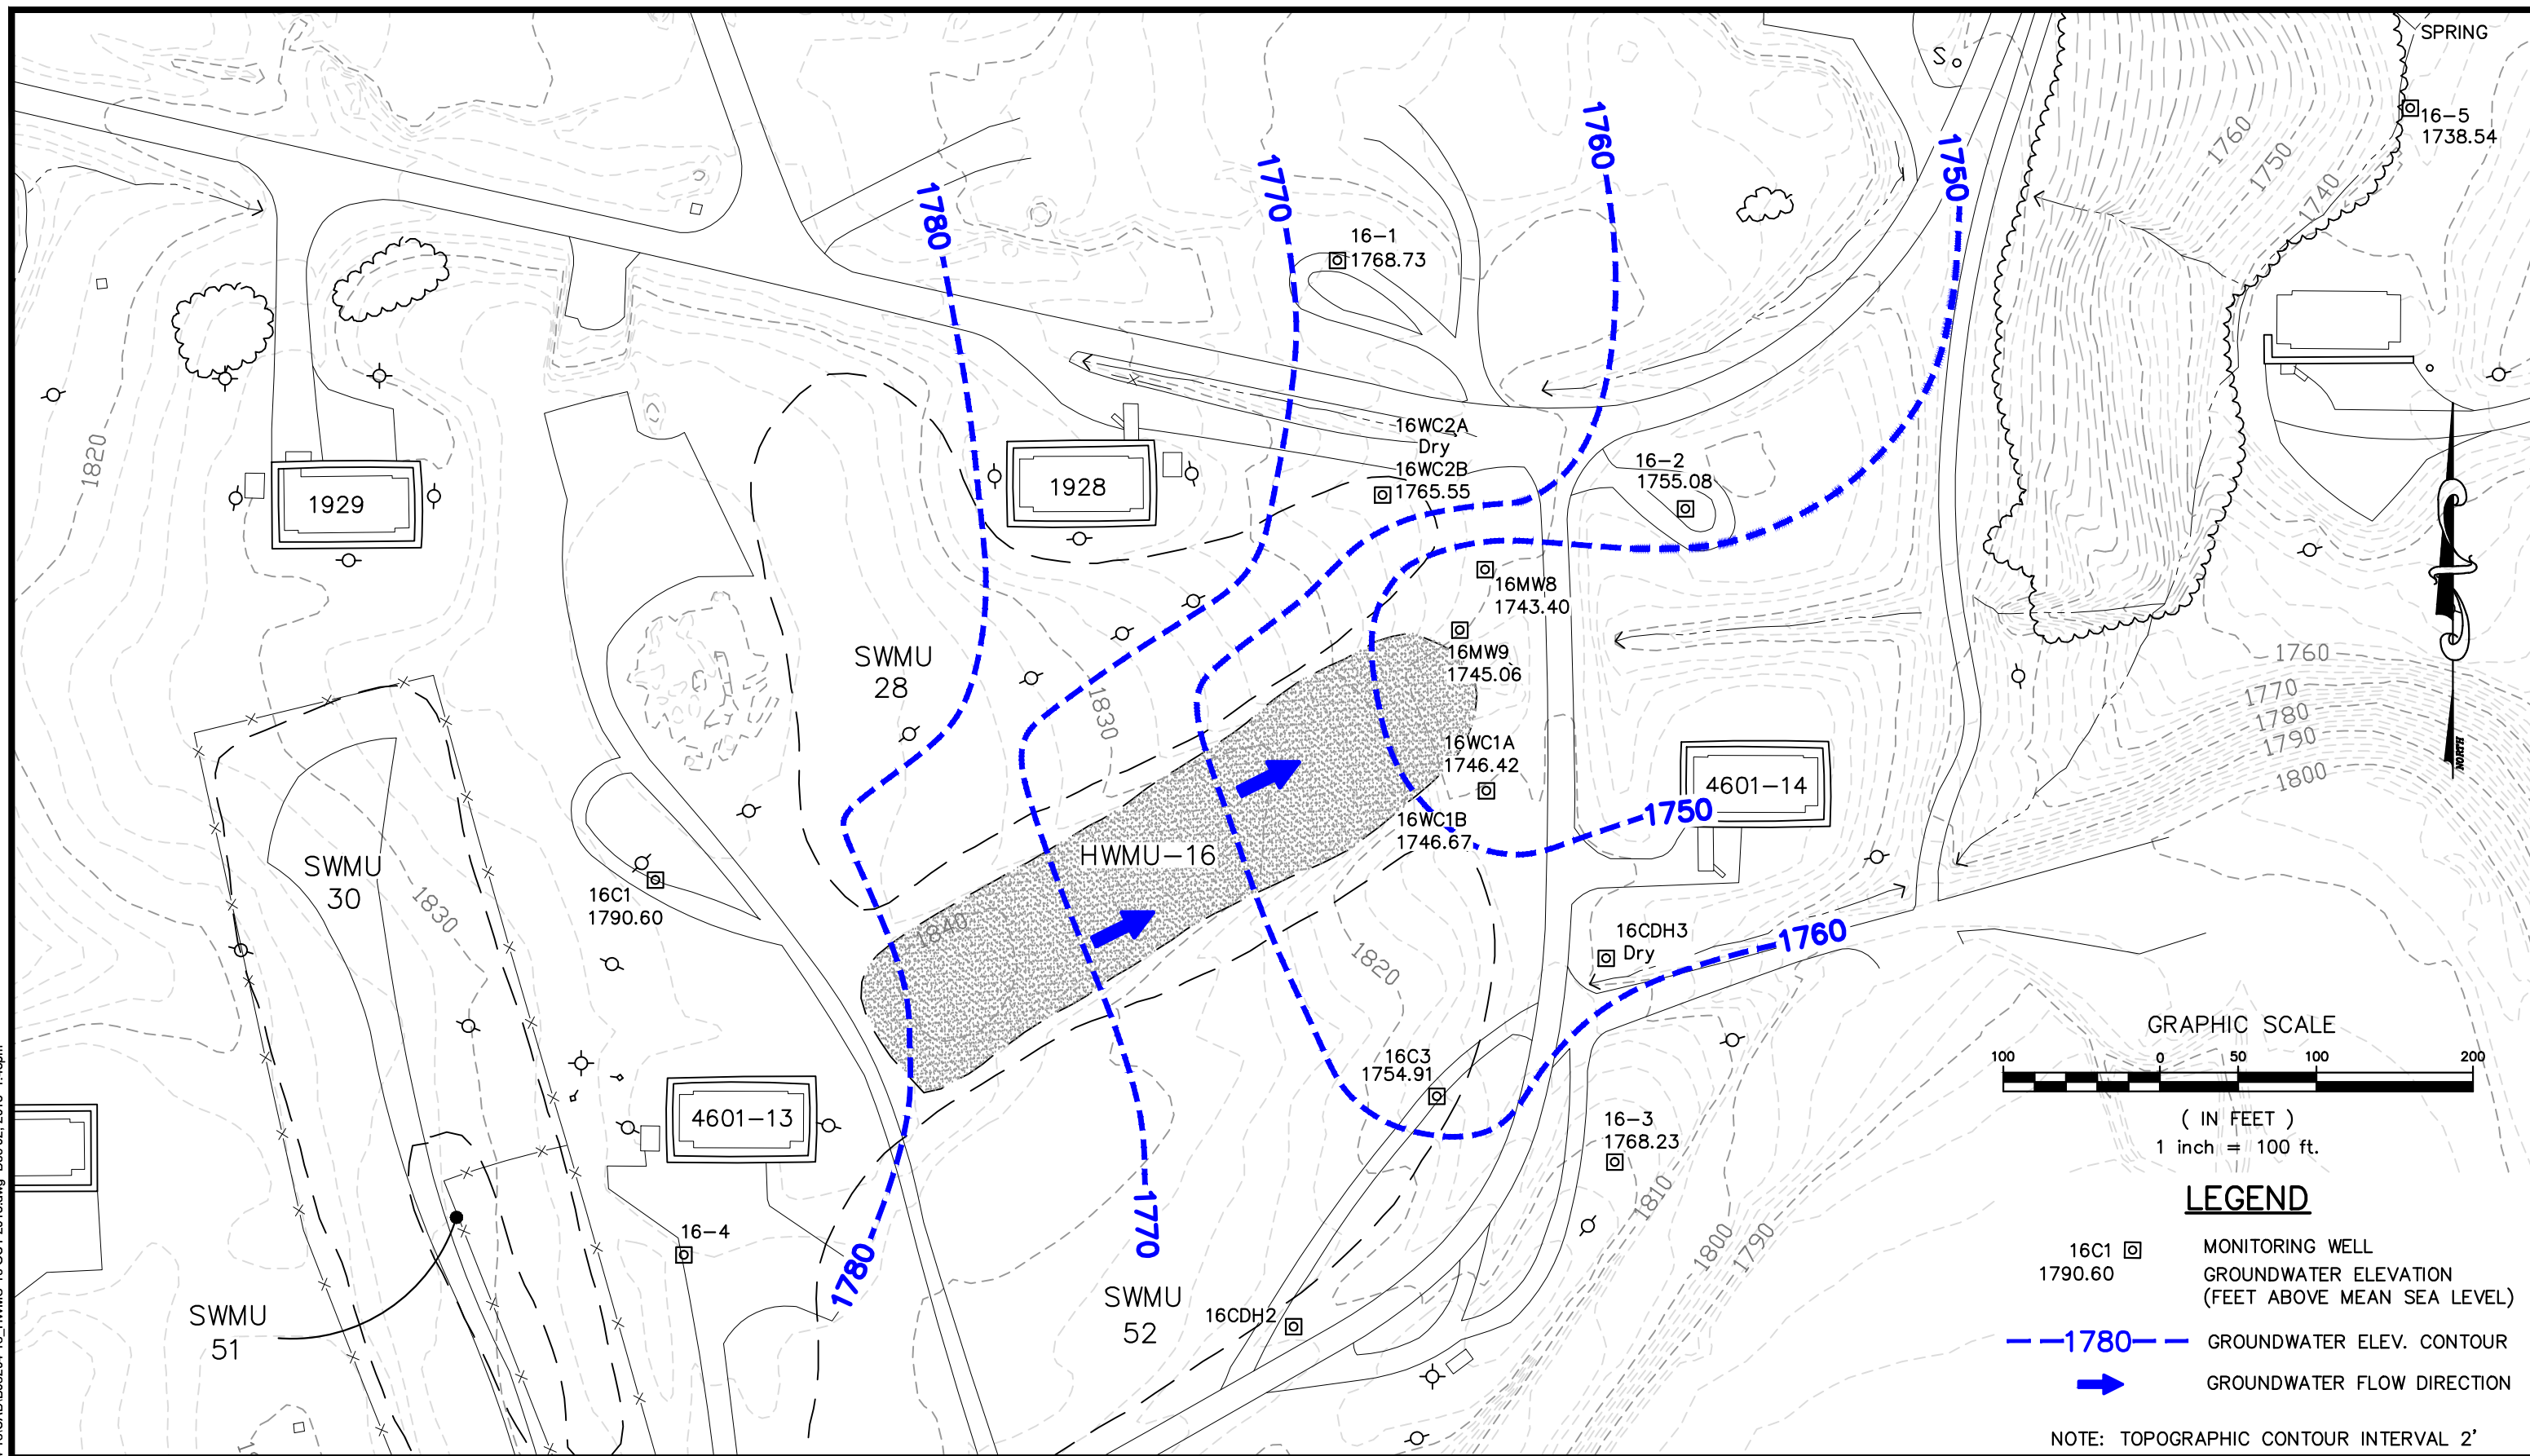 SPRING
S
16-5
1738.54
1760
1750
1740
1760
1750
1770
1780
16-1
1768.73
16WC2A
Dry
16WC2B
1765.55
16-2
1755.08
1820
1929
1928
16MW8
1743.40
16MW9
1745.06
SWMU
28
1830
1760
1770
1780
1790
1800
NORTH
16WC1A
1746.42
4601-14
1750
16WC1B
1746.67
HWMU-16
SWMU
30
16C1
1790.60
1830
1840
1820
16CDH3
Dry
1760
GRAPHIC SCALE
100
0
50
100
200
( IN FEET )
1 inch = 100 ft.
16C3
1754.91
4601-13
16-3
1768.23
1810
1800
1790
16-4
1780
1770
SWMU
51
SWMU
52
16CDH2
LEGEND
16C1
1790.60
MONITORING WELL
GROUNDWATER ELEVATION
(FEET ABOVE MEAN SEA LEVEL)
1780
GROUNDWATER ELEV. CONTOUR
GROUNDWATER FLOW DIRECTION
NOTE: TOPOGRAPHIC CONTOUR INTERVAL 2'